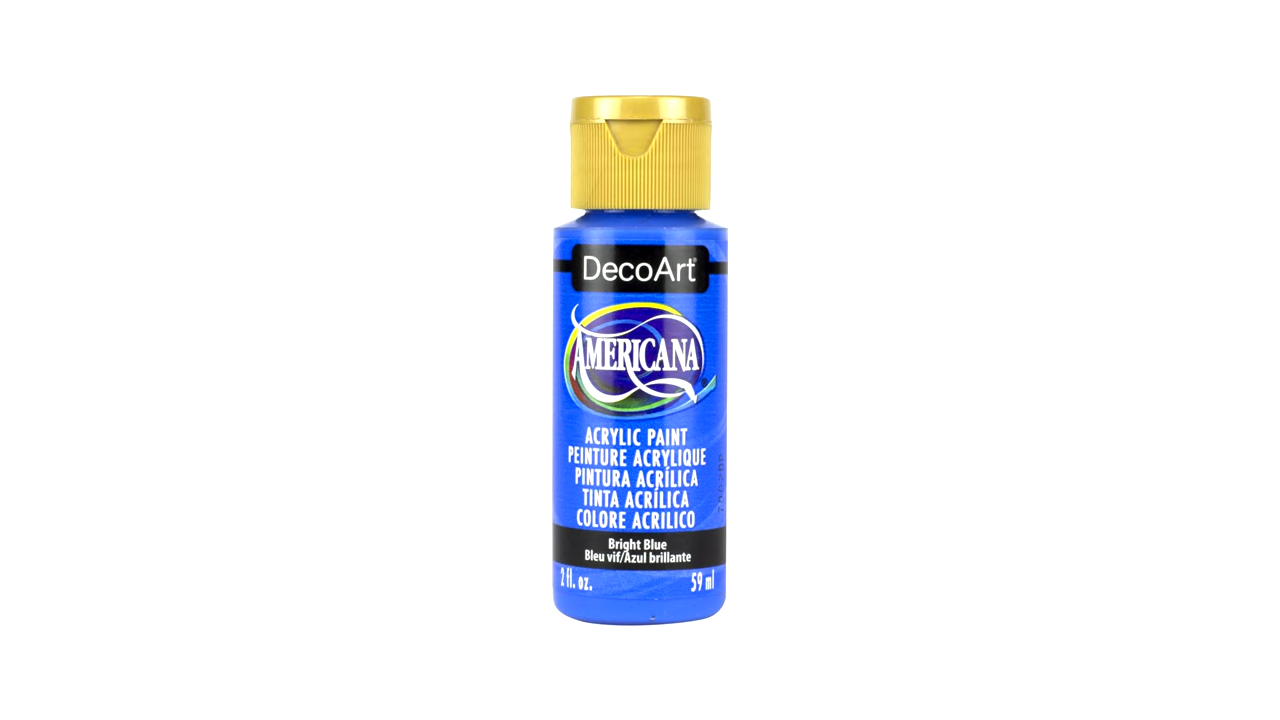 DecoArt®
AMERICANA®
ACRYLIC PAINT
PEINTURE ACRYLIQUE
PINTURA ACRÍLICA
TINTA ACRÍLICA
COLORE ACRILICO
Bright Blue
Bleu vif/Azul brillante
2 fl. oz. 59 ml